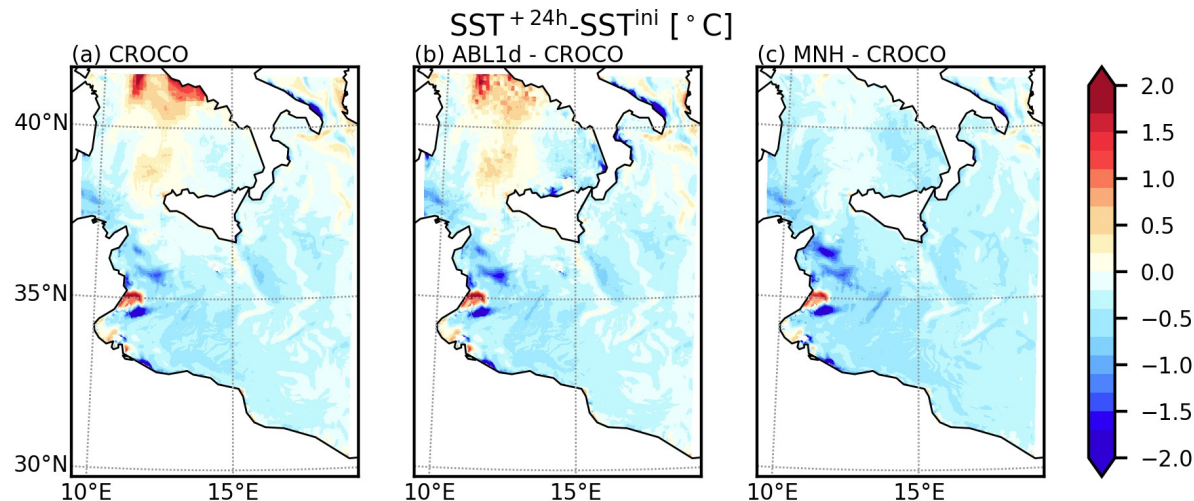 SST+24h-SSTini [°C]
(a) CROCO (b) ABL1d - CROCO (c) MNH - CROCO
2.0
1.5
40°N
1.0
0.5
0.0
35°N
−0.5
−1.0
−1.5
30°N
−2.0
10°E 15°E 10°E 15°E 10°E 15°E